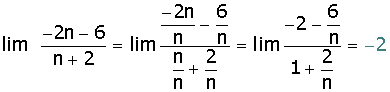 lim (-2n - 6)/(n + 2) = lim (-2n/n - 6/n)/(n/n + 2/n) = lim (-2 - 6/n)/(1 + 2/n) = -2